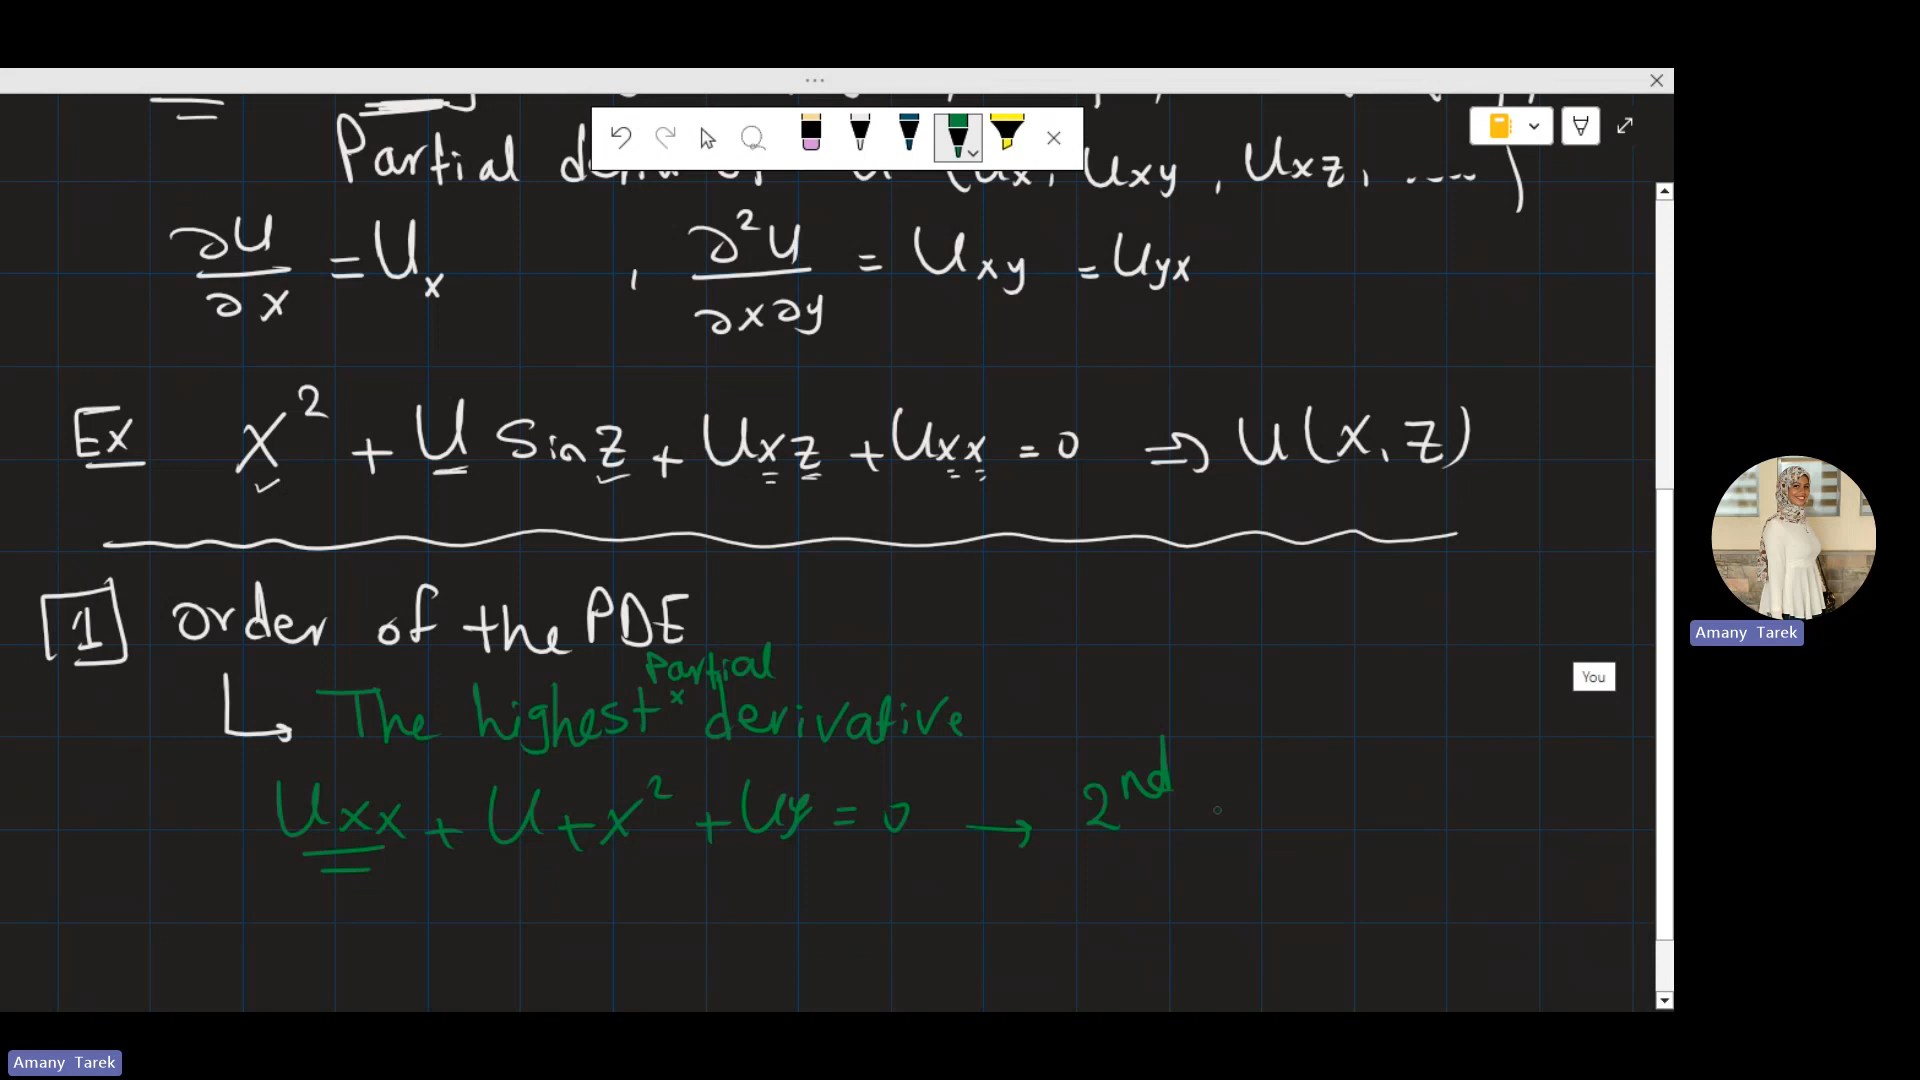 Partial (Ux, Uxy, Uxz, ....)
∂U/∂x = Ux , ∂²U/∂x∂y = Uxy = Uyx
Ex x² + U Sin z + Uxz + Uxx = 0 ⇒ U(x, z)
[1] order of the PDE
Partial
The highest x derivative
You
Uxx + U + x² + Uy = 0 → 2nd
Amany Tarek
Amany Tarek